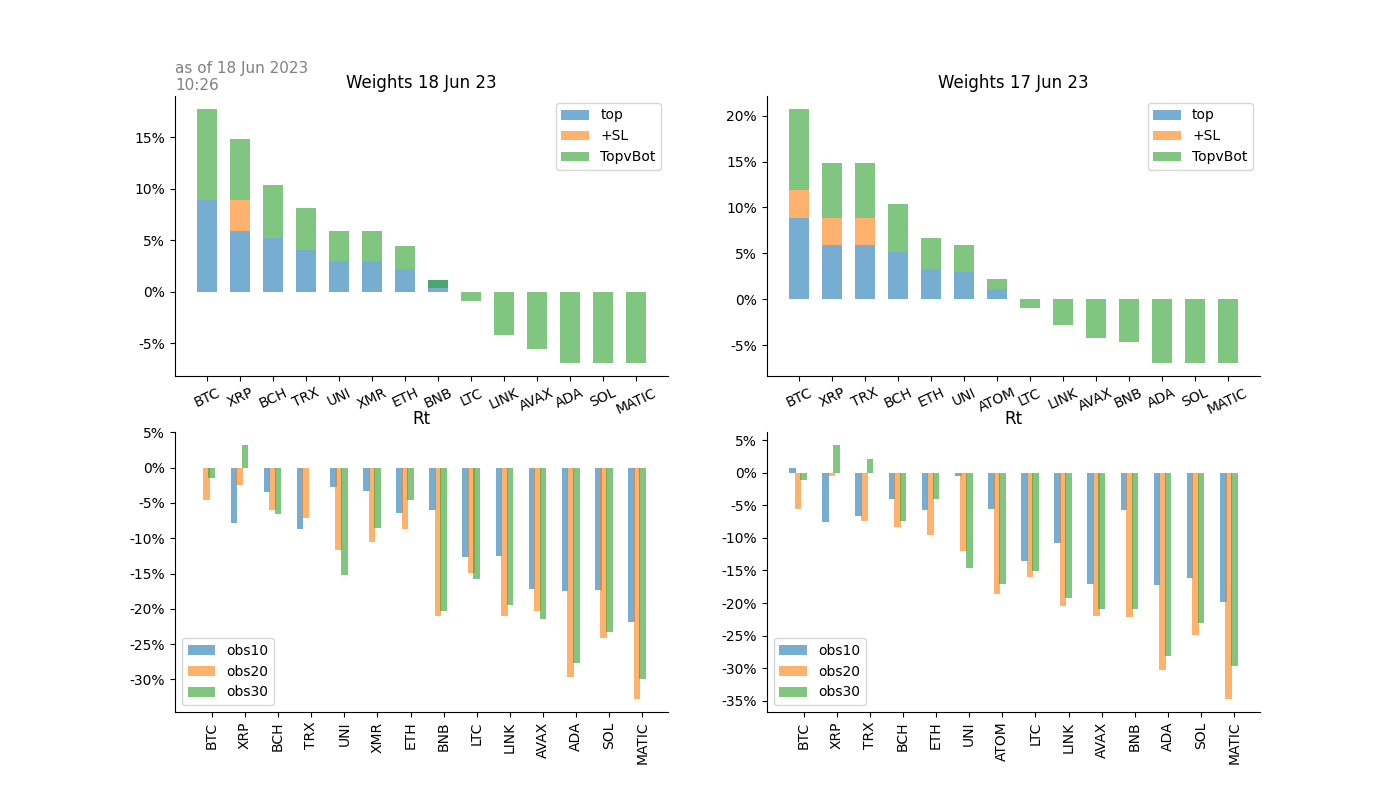 as of 18 Jun 2023
10:26
Weights 18 Jun 23
top
+SL
TopvBot
15%
10%
5%
0%
-5%
BTC XRP BCH TRX UNI XMR ETH BNB LTC LINK AVAX ADA SOL MATIC
Weights 17 Jun 23
top
+SL
TopvBot
20%
15%
10%
5%
0%
-5%
BTC XRP TRX BCH ETH UNI ATOM LTC LINK AVAX BNB ADA SOL MATIC
Rt
5%
0%
-5%
-10%
-15%
-20%
-25%
-30%
obs10
obs20
obs30
BTC XRP BCH TRX UNI XMR ETH BNB LTC LINK AVAX ADA SOL MATIC
Rt
5%
0%
-5%
-10%
-15%
-20%
-25%
-30%
-35%
obs10
obs20
obs30
BTC XRP TRX BCH ETH UNI ATOM LTC LINK AVAX BNB ADA SOL MATIC